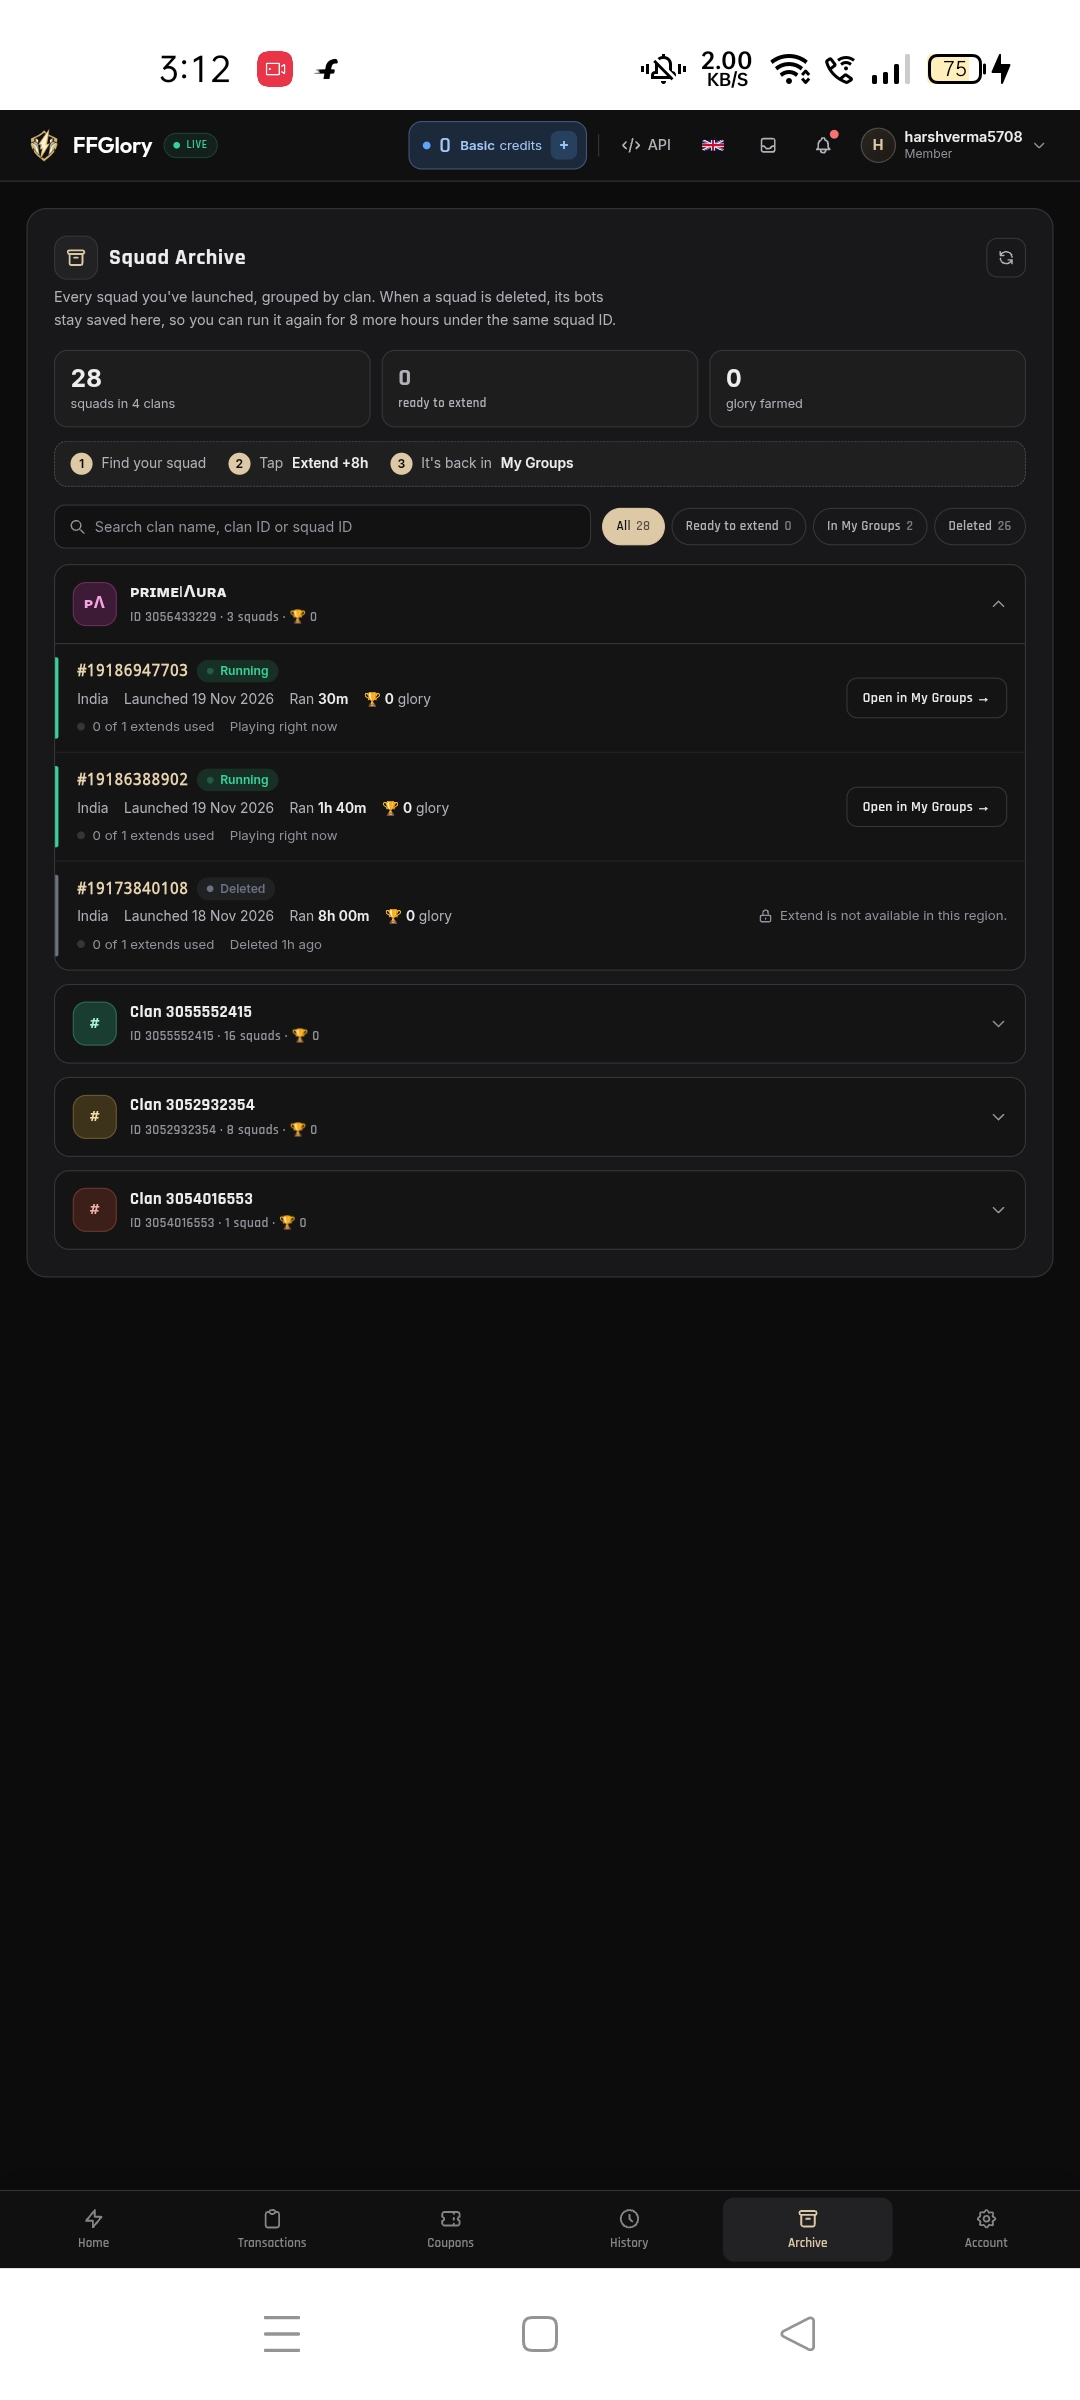 3:12
2.00
KB/S
75
FFGlory
LIVE
0 Basic credits +
API
H
harshverma5708
Member
Squad Archive
Every squad you've launched, grouped by clan. When a squad is deleted, its bots
stay saved here, so you can run it again for 8 more hours under the same squad ID.
28
squads in 4 clans
0
ready to extend
0
glory farmed
1 Find your squad 2 Tap Extend +8h 3 It's back in My Groups
Search clan name, clan ID or squad ID
All 28 Ready to extend 0 In My Groups 2 Deleted 26
ᴘΛ
ᴘʀɪᴍᴇ|Λᴜʀᴀ
ID 3056433229 · 3 squads · 🏆 0
#19186947703 Running
India Launched 19 Nov 2026 Ran 30m 🏆 0 glory
0 of 1 extends used Playing right now
Open in My Groups →
#19186388902 Running
India Launched 19 Nov 2026 Ran 1h 40m 🏆 0 glory
0 of 1 extends used Playing right now
Open in My Groups →
#19173840108 Deleted
India Launched 18 Nov 2026 Ran 8h 00m 🏆 0 glory
0 of 1 extends used Deleted 1h ago
Extend is not available in this region.
#
Clan 3055552415
ID 3055552415 · 16 squads · 🏆 0
#
Clan 3052932354
ID 3052932354 · 8 squads · 🏆 0
#
Clan 3054016553
ID 3054016553 · 1 squad · 🏆 0
Home Transactions Coupons History Archive Account